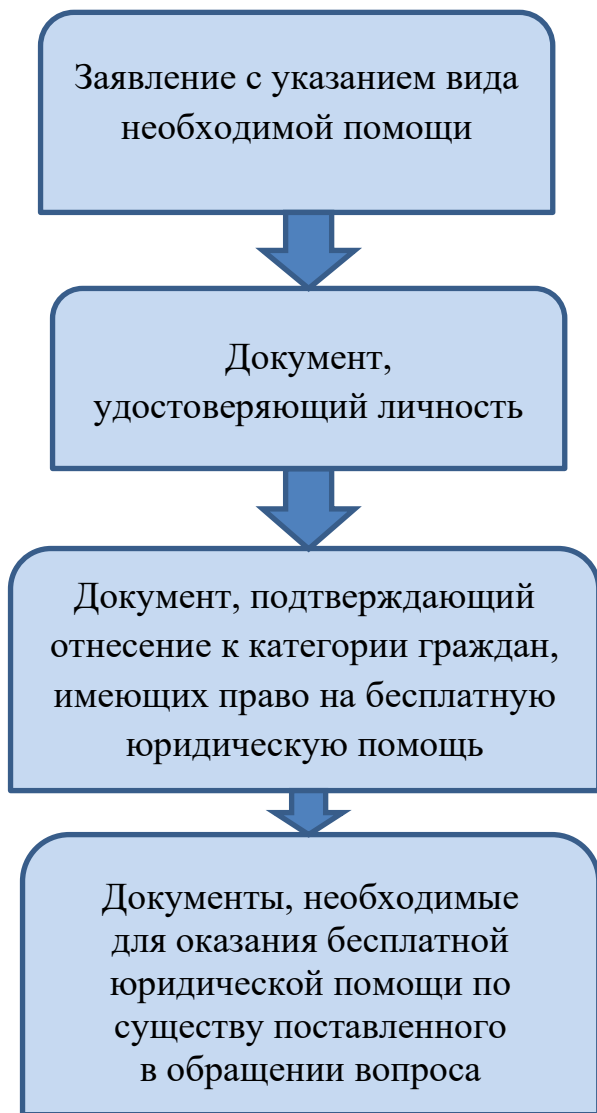 Заявление с указанием вида
необходимой помощи
Документ,
удостоверяющий личность
Документ, подтверждающий
отнесение к категории граждан,
имеющих право на бесплатную
юридическую помощь
Документы, необходимые
для оказания бесплатной
юридической помощи по
существу поставленного
в обращении вопроса